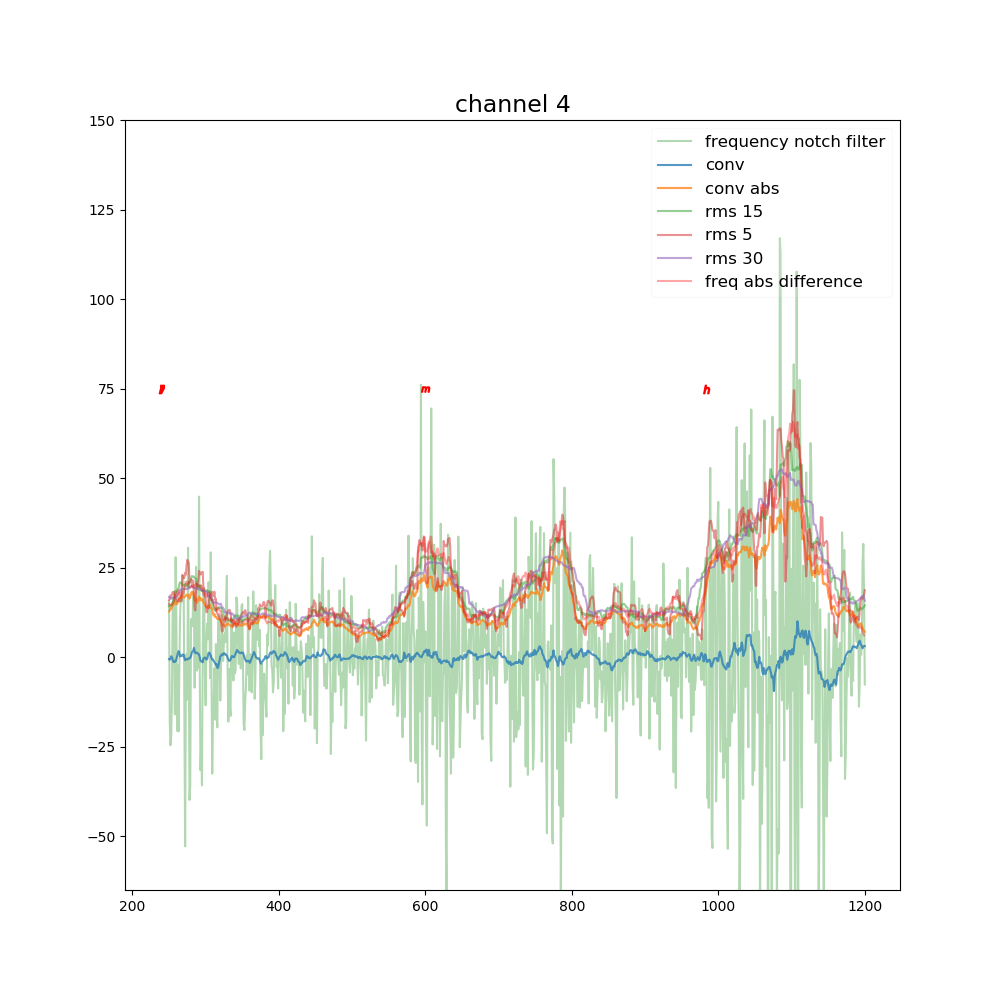 channel 4
150
125
100
75
50
25
0
−25
−50
200 400 600 800 1000 1200
frequency notch filter
conv
conv abs
rms 15
rms 5
rms 30
freq abs difference
m
h